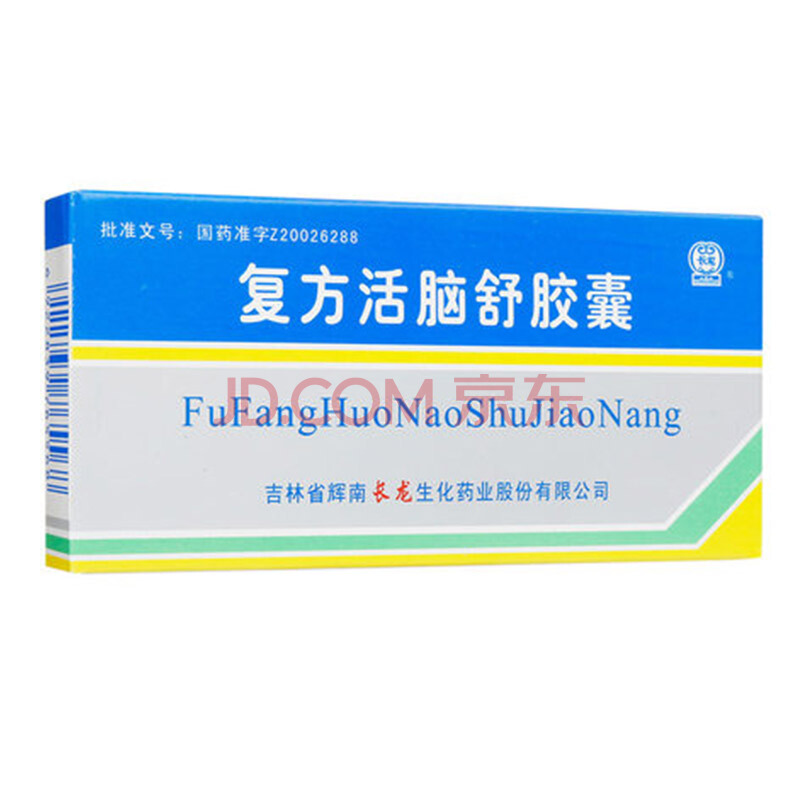 批准文号：国药准字Z20026288
长龙
复方活脑舒胶囊
JD.COM 京东
FuFangHuoNaoShuJiaoNang
吉林省辉南长龙生化药业股份有限公司